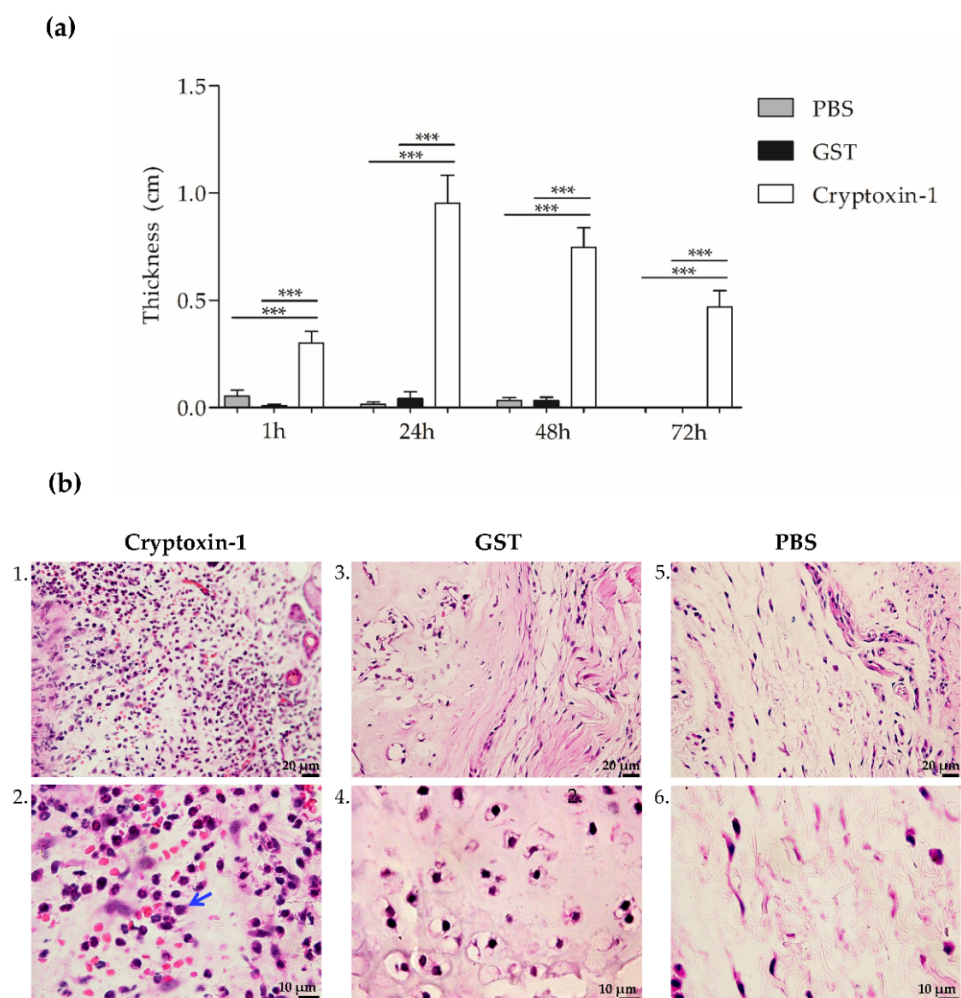 (a)
1.5
1.0
0.5
0.0
Thickness (cm)
***
***
***
***
***
***
***
***
1h
24h
48h
72h
PBS
GST
Cryptoxin-1
(b)
Cryptoxin-1
GST
PBS
1.
20 µm
3.
20 µm
5.
20 µm
2.
10 µm
4.
2.
10 µm
6.
10 µm